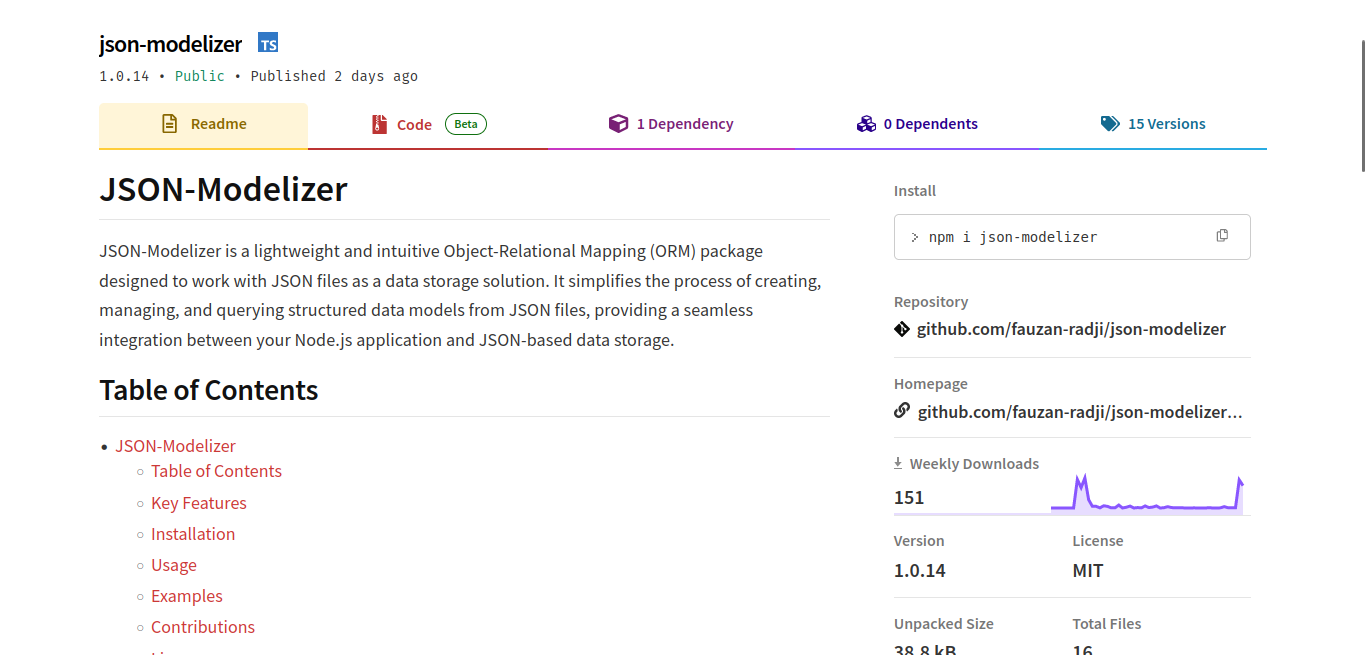 json-modelizer TS
1.0.14 • Public • Published 2 days ago
Readme
Code Beta
1 Dependency
0 Dependents
15 Versions
JSON-Modelizer
JSON-Modelizer is a lightweight and intuitive Object-Relational Mapping (ORM) package
designed to work with JSON files as a data storage solution. It simplifies the process of creating,
managing, and querying structured data models from JSON files, providing a seamless
integration between your Node.js application and JSON-based data storage.
Table of Contents
• JSON-Modelizer
○ Table of Contents
○ Key Features
○ Installation
○ Usage
○ Examples
○ Contributions
Install
> npm i json-modelizer
Repository
github.com/fauzan-radji/json-modelizer
Homepage
github.com/fauzan-radji/json-modelizer…
Weekly Downloads
151
Version License
1.0.14 MIT
Unpacked Size Total Files
38.8 kB 16